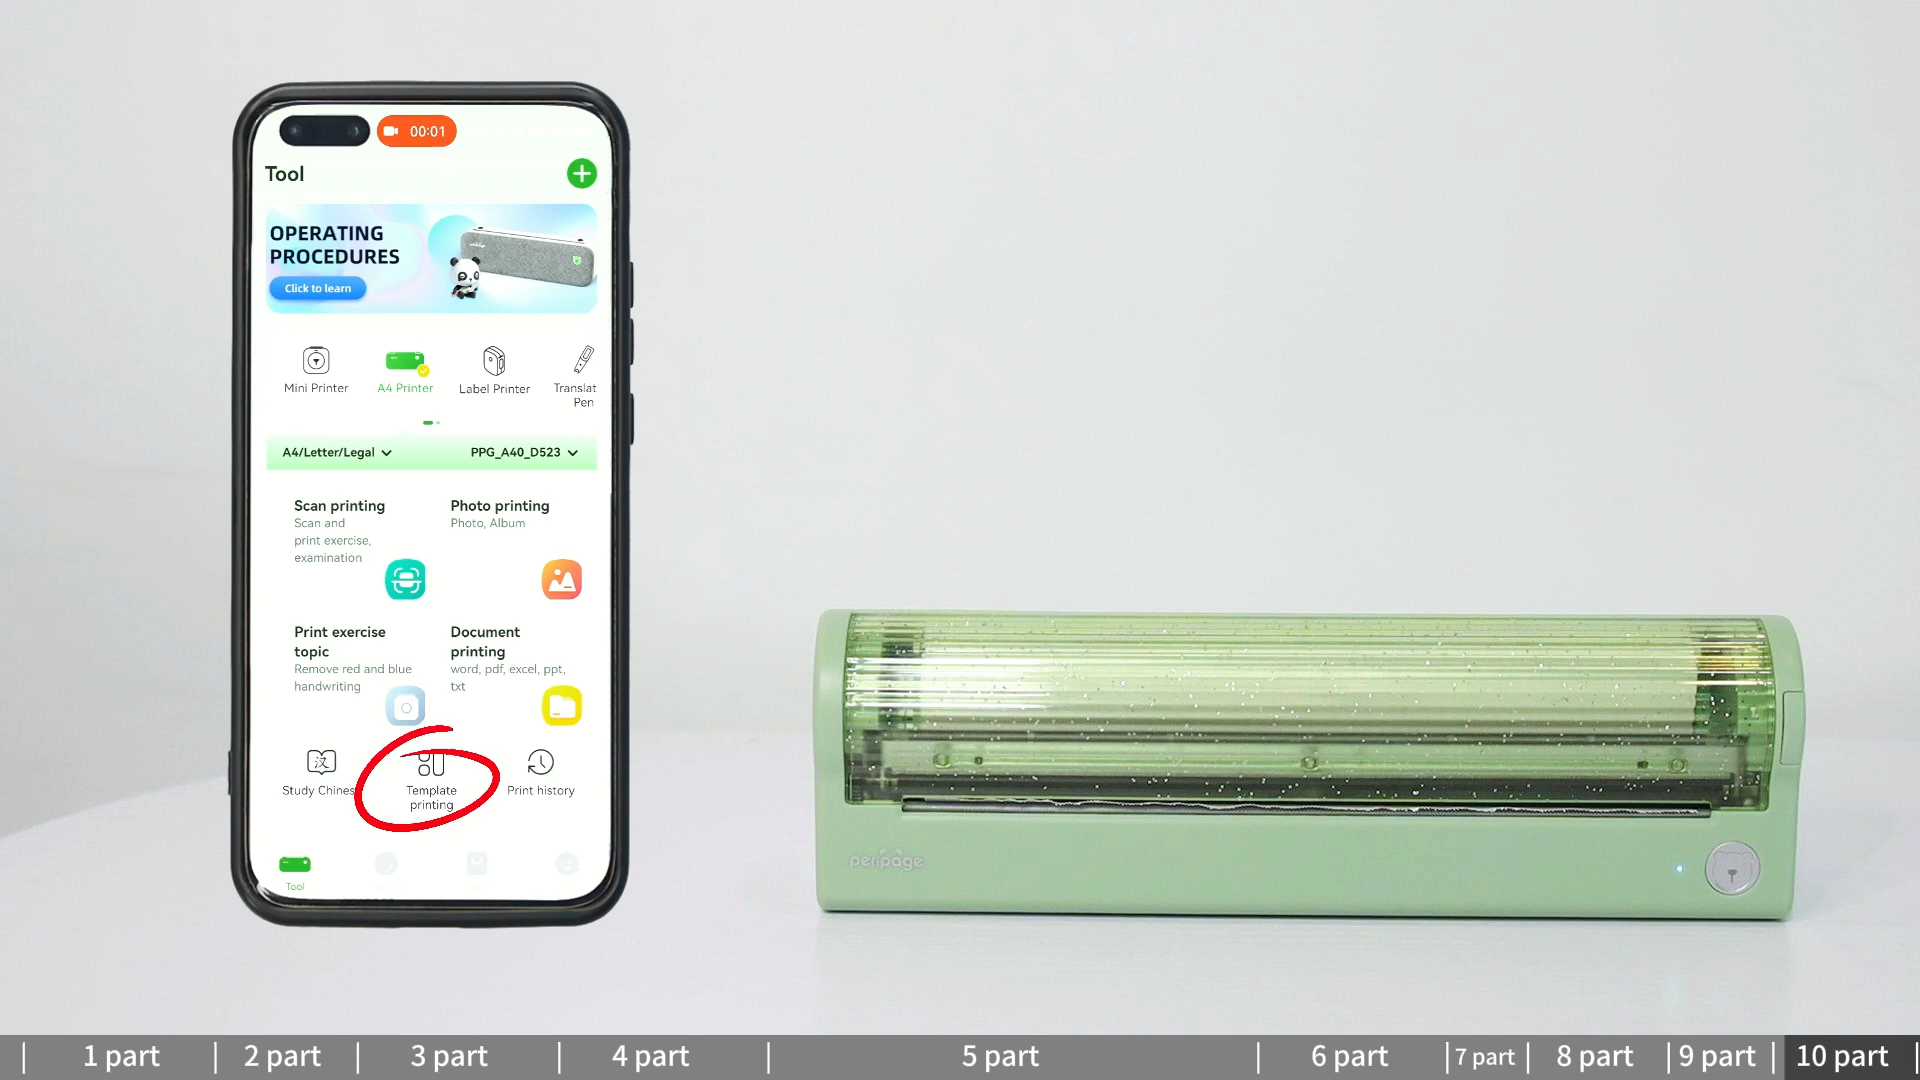 00:01
Tool
OPERATING
PROCEDURES
Click to learn
Mini Printer
A4 Printer
Label Printer
Translat
Pen
A4/Letter/Legal
PPG_A40_D523
Scan printing
Scan and
print exercise,
examination
Photo printing
Photo, Album
Print exercise
topic
Remove red and blue
handwriting
Document
printing
word, pdf, excel, ppt,
txt
汉
Study Chines
Template
printing
Print history
Tool
peripage
1 part
2 part
3 part
4 part
5 part
6 part
7 part
8 part
9 part
10 part